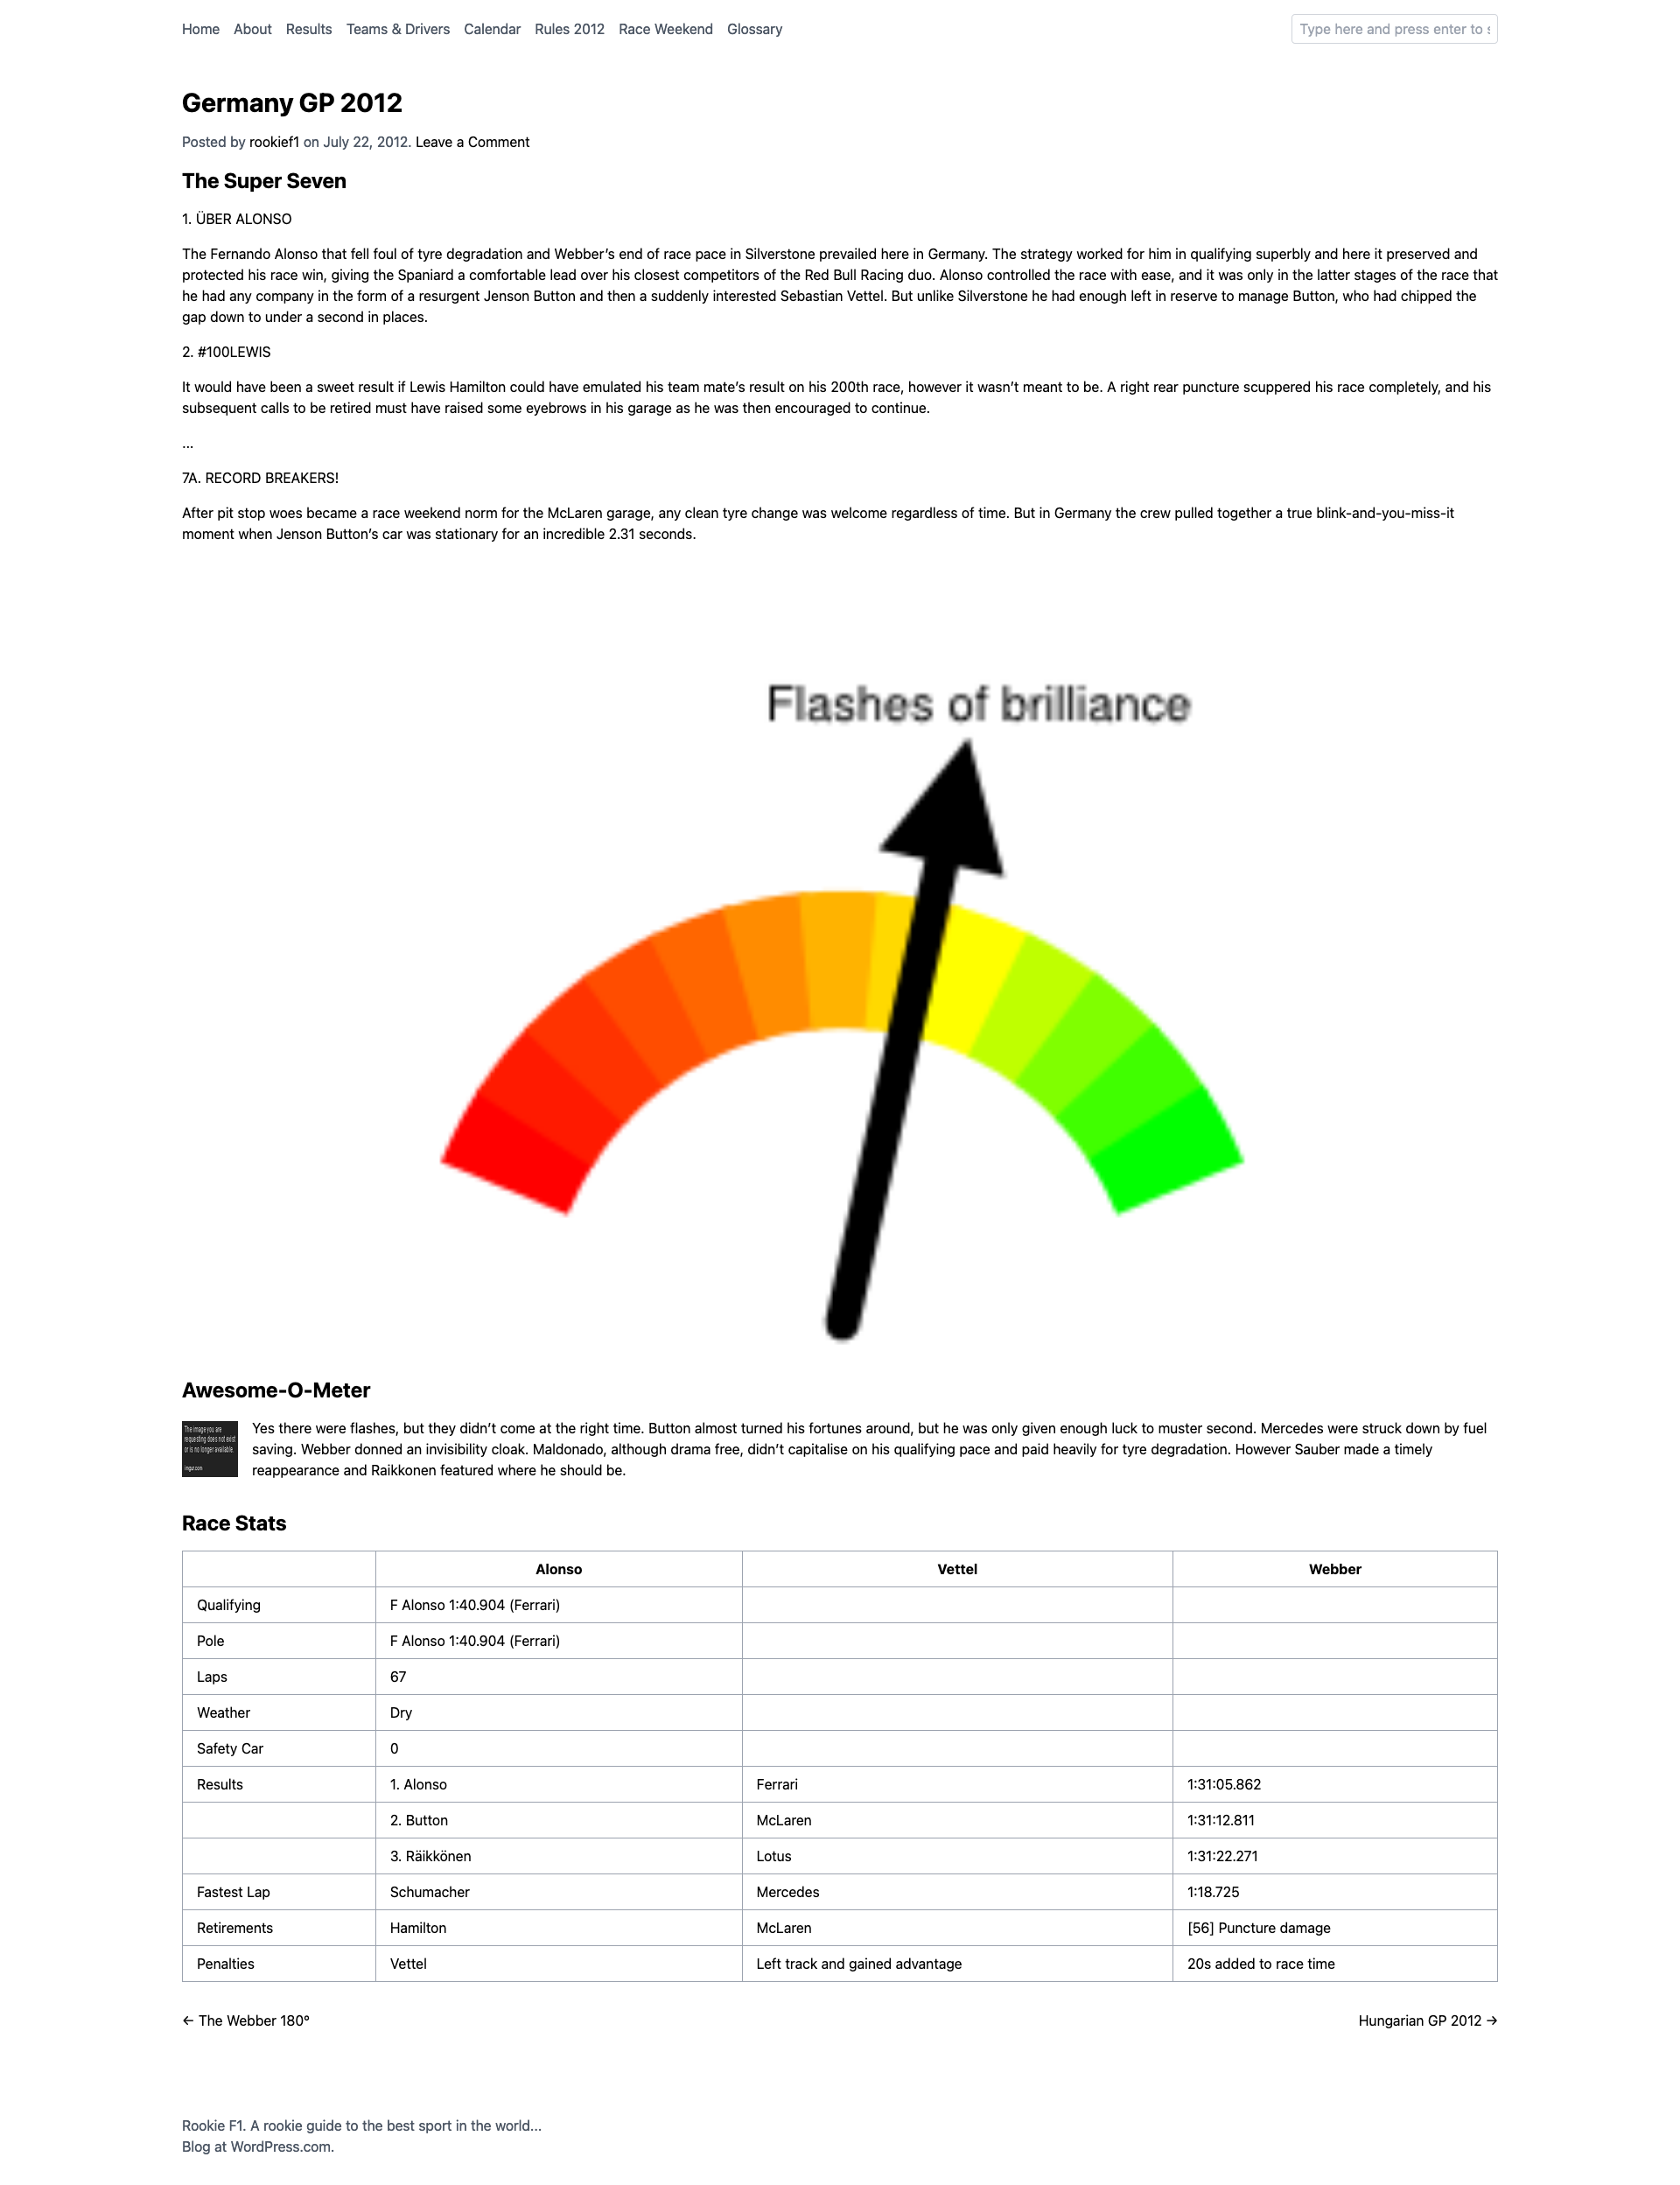 Home About Results Teams & Drivers Calendar Rules 2012 Race Weekend Glossary
Type here and press enter to s
Germany GP 2012
Posted by rookief1 on July 22, 2012. Leave a Comment
The Super Seven
1. ÜBER ALONSO
The Fernando Alonso that fell foul of tyre degradation and Webber’s end of race pace in Silverstone prevailed here in Germany. The strategy worked for him in qualifying superbly and here it preserved and
protected his race win, giving the Spaniard a comfortable lead over his closest competitors of the Red Bull Racing duo. Alonso controlled the race with ease, and it was only in the latter stages of the race that
he had any company in the form of a resurgent Jenson Button and then a suddenly interested Sebastian Vettel. But unlike Silverstone he had enough left in reserve to manage Button, who had chipped the
gap down to under a second in places.
2. #100LEWIS
It would have been a sweet result if Lewis Hamilton could have emulated his team mate’s result on his 200th race, however it wasn’t meant to be. A right rear puncture scuppered his race completely, and his
subsequent calls to be retired must have raised some eyebrows in his garage as he was then encouraged to continue.
...
7A. RECORD BREAKERS!
After pit stop woes became a race weekend norm for the McLaren garage, any clean tyre change was welcome regardless of time. But in Germany the crew pulled together a true blink-and-you-miss-it
moment when Jenson Button’s car was stationary for an incredible 2.31 seconds.
Flashes of brilliance
Awesome-O-Meter
The image you are
requesting does not exist
or is no longer available.
imgur.com
Yes there were flashes, but they didn’t come at the right time. Button almost turned his fortunes around, but he was only given enough luck to muster second. Mercedes were struck down by fuel
saving. Webber donned an invisibility cloak. Maldonado, although drama free, didn’t capitalise on his qualifying pace and paid heavily for tyre degradation. However Sauber made a timely
reappearance and Raikkonen featured where he should be.
Race Stats
Alonso Vettel Webber
Qualifying F Alonso 1:40.904 (Ferrari)
Pole F Alonso 1:40.904 (Ferrari)
Laps 67
Weather Dry
Safety Car 0
Results 1. Alonso Ferrari 1:31:05.862
2. Button McLaren 1:31:12.811
3. Räikkönen Lotus 1:31:22.271
Fastest Lap Schumacher Mercedes 1:18.725
Retirements Hamilton McLaren [56] Puncture damage
Penalties Vettel Left track and gained advantage 20s added to race time
← The Webber 180º
Hungarian GP 2012 →
Rookie F1. A rookie guide to the best sport in the world...
Blog at WordPress.com.